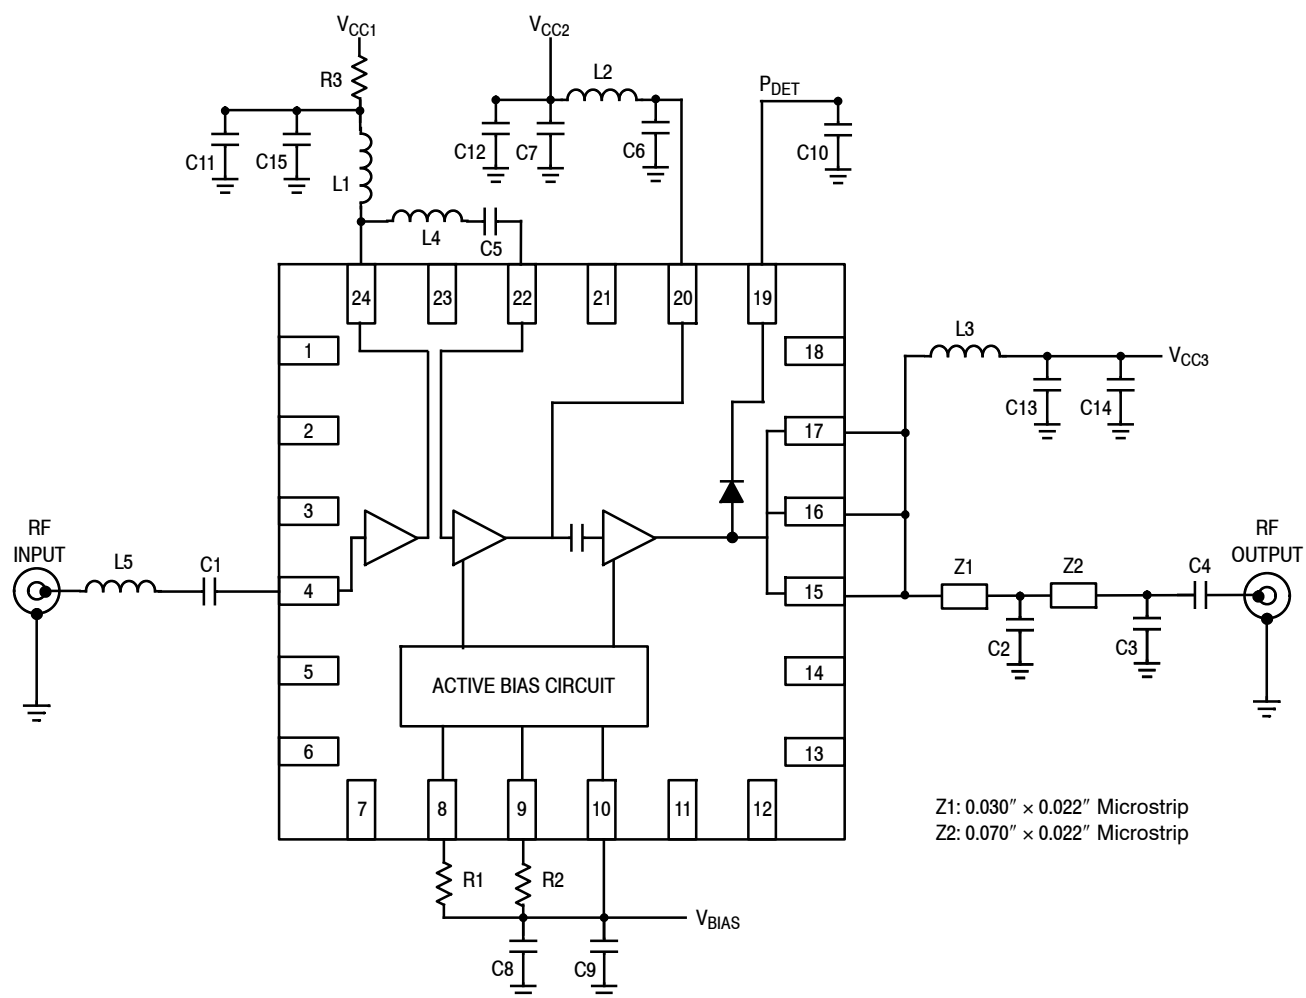 VCC1
VCC2
R3
L2
PDET
C11
C15
C12
C7
C6
C10
L1
L4
C5
24
23
22
21
20
19
1
18
L3
VCC3
C13
C14
2
17
3
16
RF
INPUT
L5
C1
4
15
Z1
Z2
C4
RF
OUTPUT
C2
C3
5
ACTIVE BIAS CIRCUIT
14
6
13
7
8
9
10
11
12
Z1: 0.030″ × 0.022″ Microstrip
Z2: 0.070″ × 0.022″ Microstrip
R1
R2
VBIAS
C8
C9